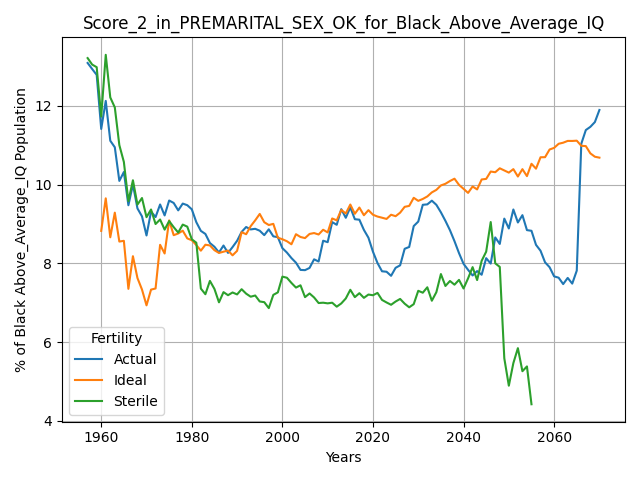 Score_2_in_PREMARITAL_SEX_OK_for_Black_Above_Average_IQ
% of Black Above_Average_IQ Population
12
10
8
6
4
Fertility
Actual
Ideal
Sterile
1960 1980 2000 2020 2040 2060
Years